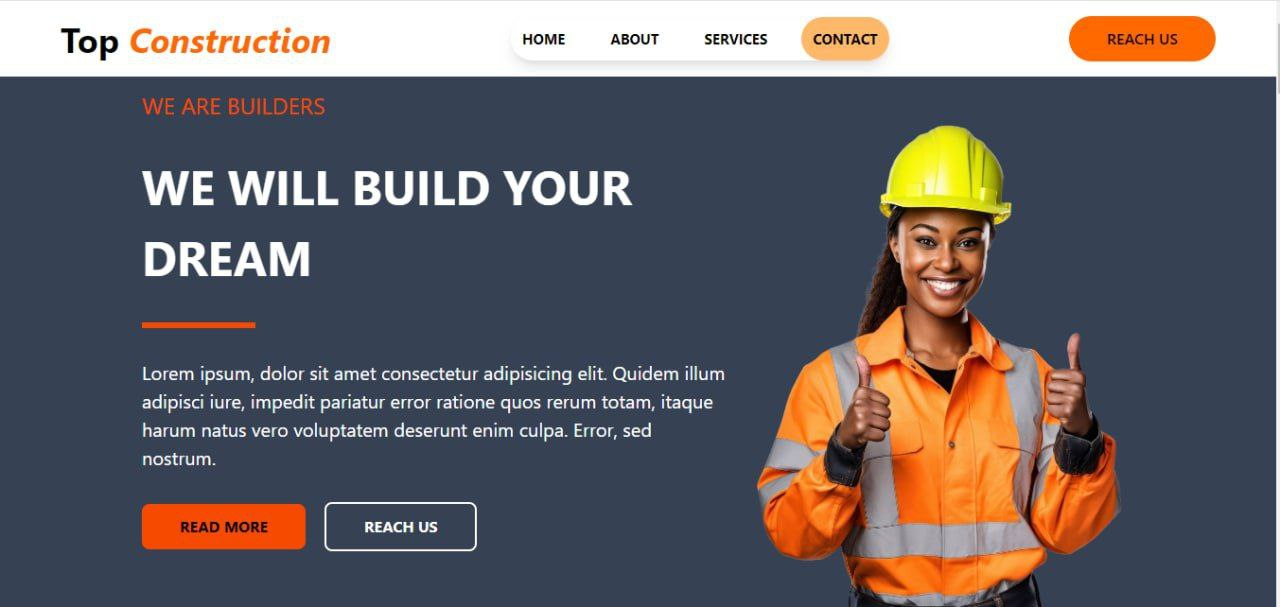 Top Construction
HOME ABOUT SERVICES CONTACT
REACH US
WE ARE BUILDERS
WE WILL BUILD YOUR
DREAM
Lorem ipsum, dolor sit amet consectetur adipisicing elit. Quidem illum
adipisci iure, impedit pariatur error ratione quos rerum totam, itaque
harum natus vero voluptatem deserunt enim culpa. Error, sed
nostrum.
READ MORE REACH US